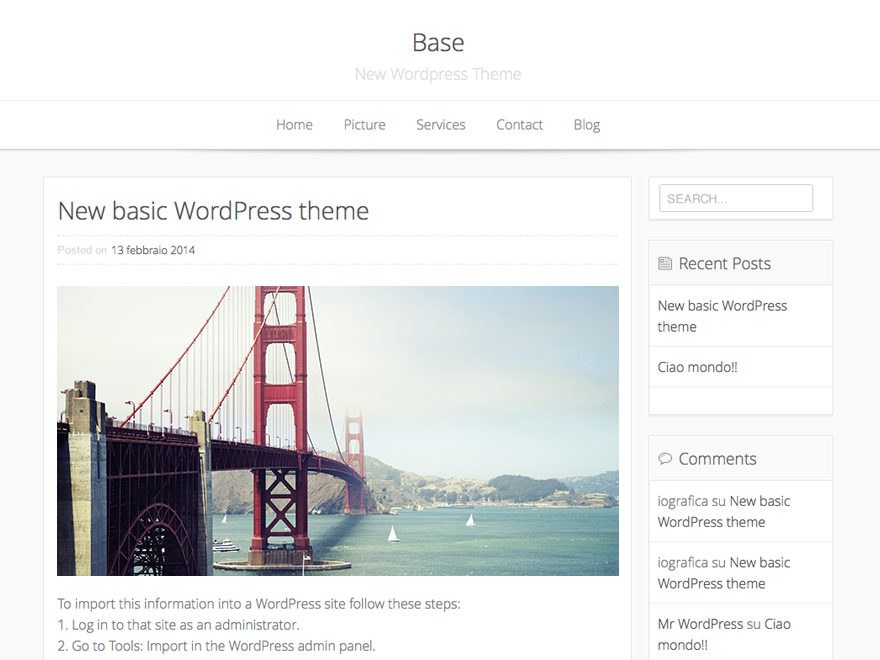 Base
New Wordpress Theme
Home Picture Services Contact Blog
New basic WordPress theme
Posted on 13 febbraio 2014
To import this information into a WordPress site follow these steps:
1. Log in to that site as an administrator.
2. Go to Tools: Import in the WordPress admin panel.
SEARCH...
Recent Posts
New basic WordPress
theme
Ciao mondo!!
Comments
iografica su New basic
WordPress theme
iografica su New basic
WordPress theme
Mr WordPress su Ciao
mondo!!